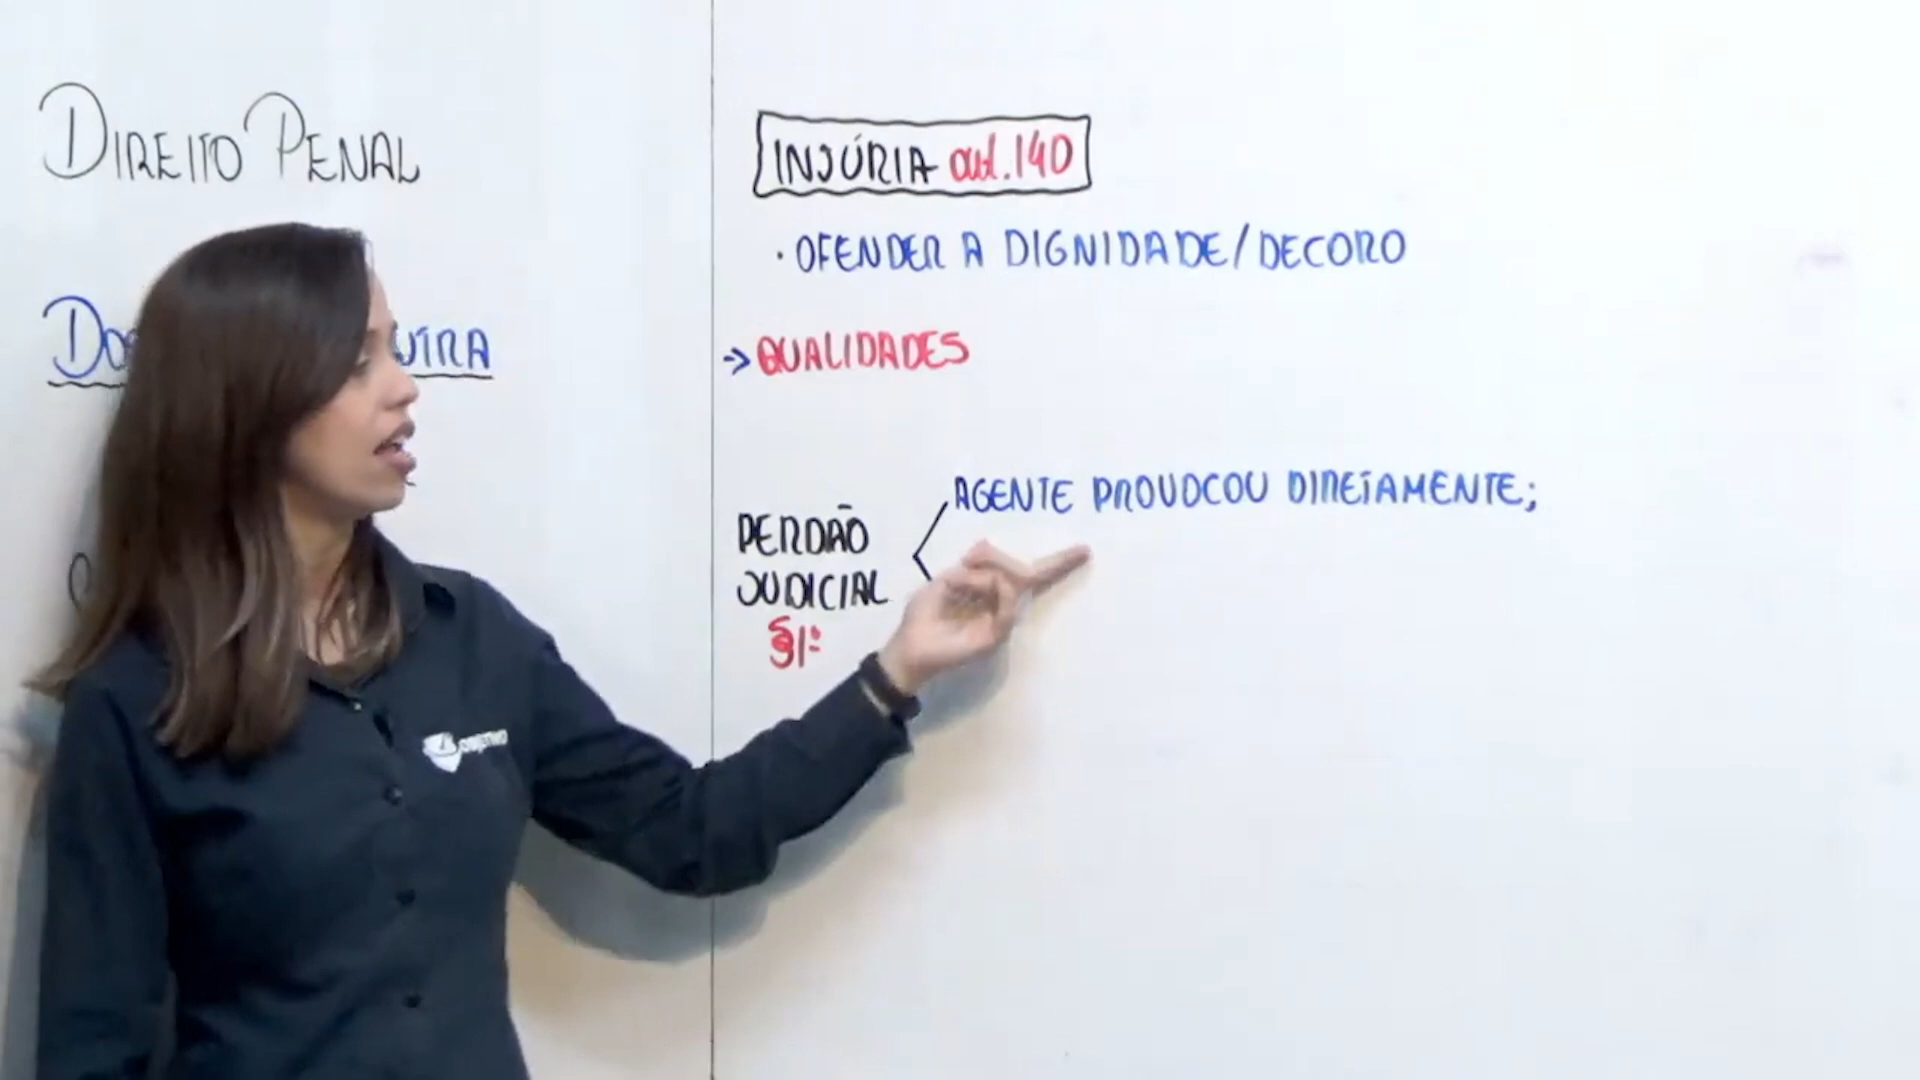 DIREITO PENAL
INJÚRIA art.140
· OFENDER A DIGNIDADE/DECORO
→ QUALIDADES
AGENTE PROVOCOU DIRETAMENTE;
PERDÃO
JUDICIAL
§1º